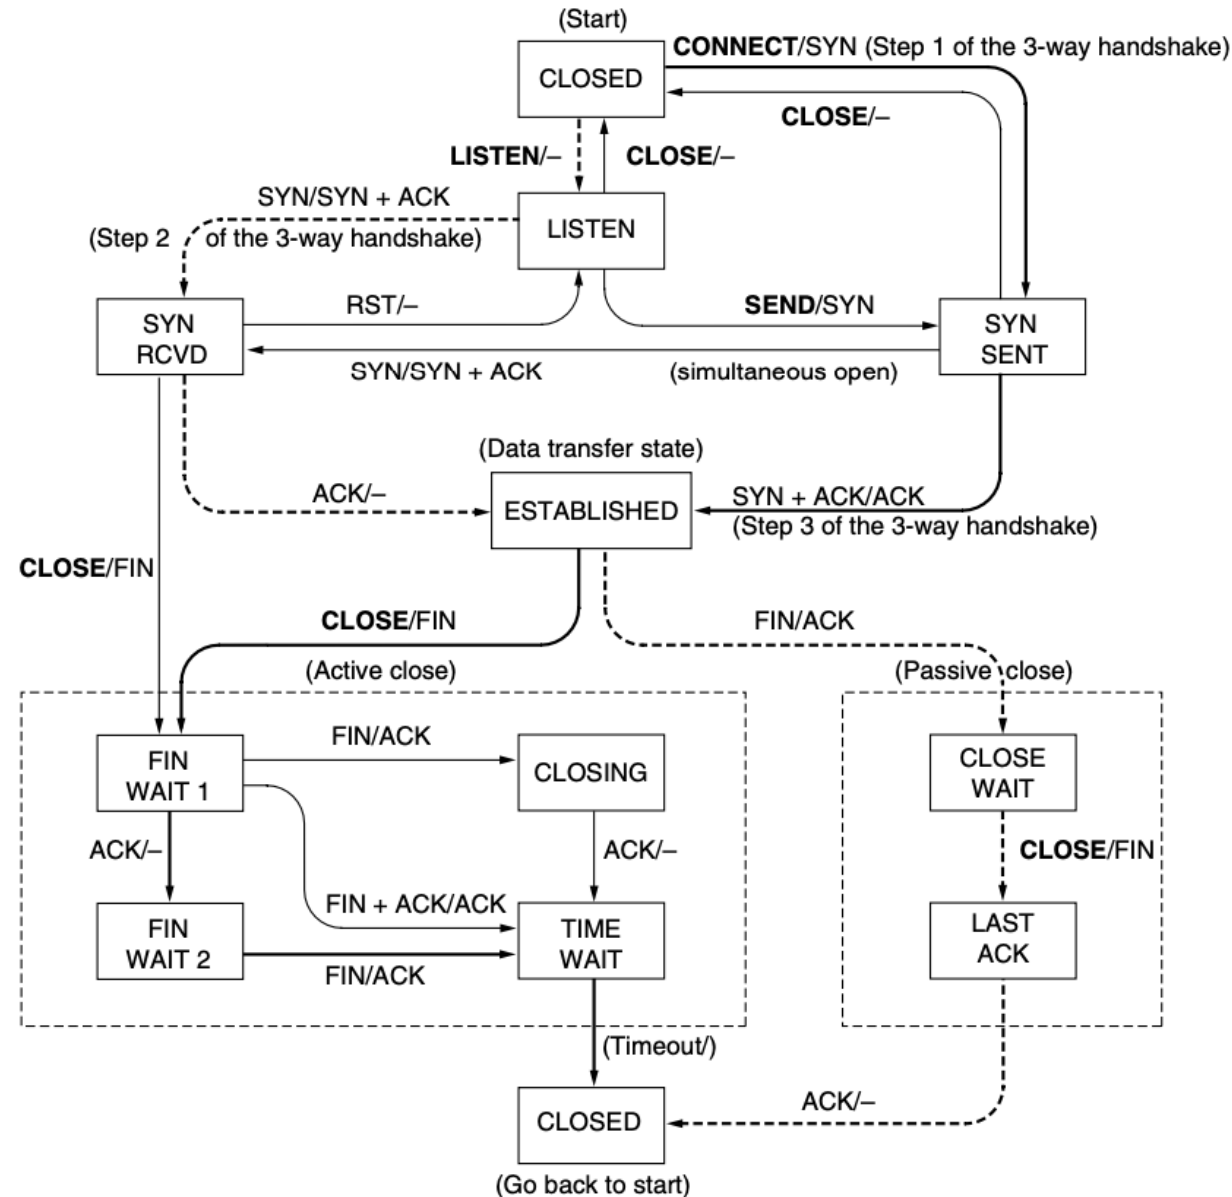 (Start)
CONNECT/SYN (Step 1 of the 3-way handshake)
CLOSED
CLOSE/–
LISTEN/–
CLOSE/–
SYN/SYN + ACK
LISTEN
(Step 2 of the 3-way handshake)
RST/–
SEND/SYN
SYN
RCVD
SYN
SENT
SYN/SYN + ACK
(simultaneous open)
(Data transfer state)
ACK/–
ESTABLISHED
SYN + ACK/ACK
(Step 3 of the 3-way handshake)
CLOSE/FIN
CLOSE/FIN
FIN/ACK
(Active close)
(Passive close)
FIN
WAIT 1
FIN/ACK
CLOSING
CLOSE
WAIT
ACK/–
ACK/–
CLOSE/FIN
FIN + ACK/ACK
FIN
WAIT 2
TIME
WAIT
LAST
ACK
FIN/ACK
(Timeout/)
CLOSED
ACK/–
(Go back to start)